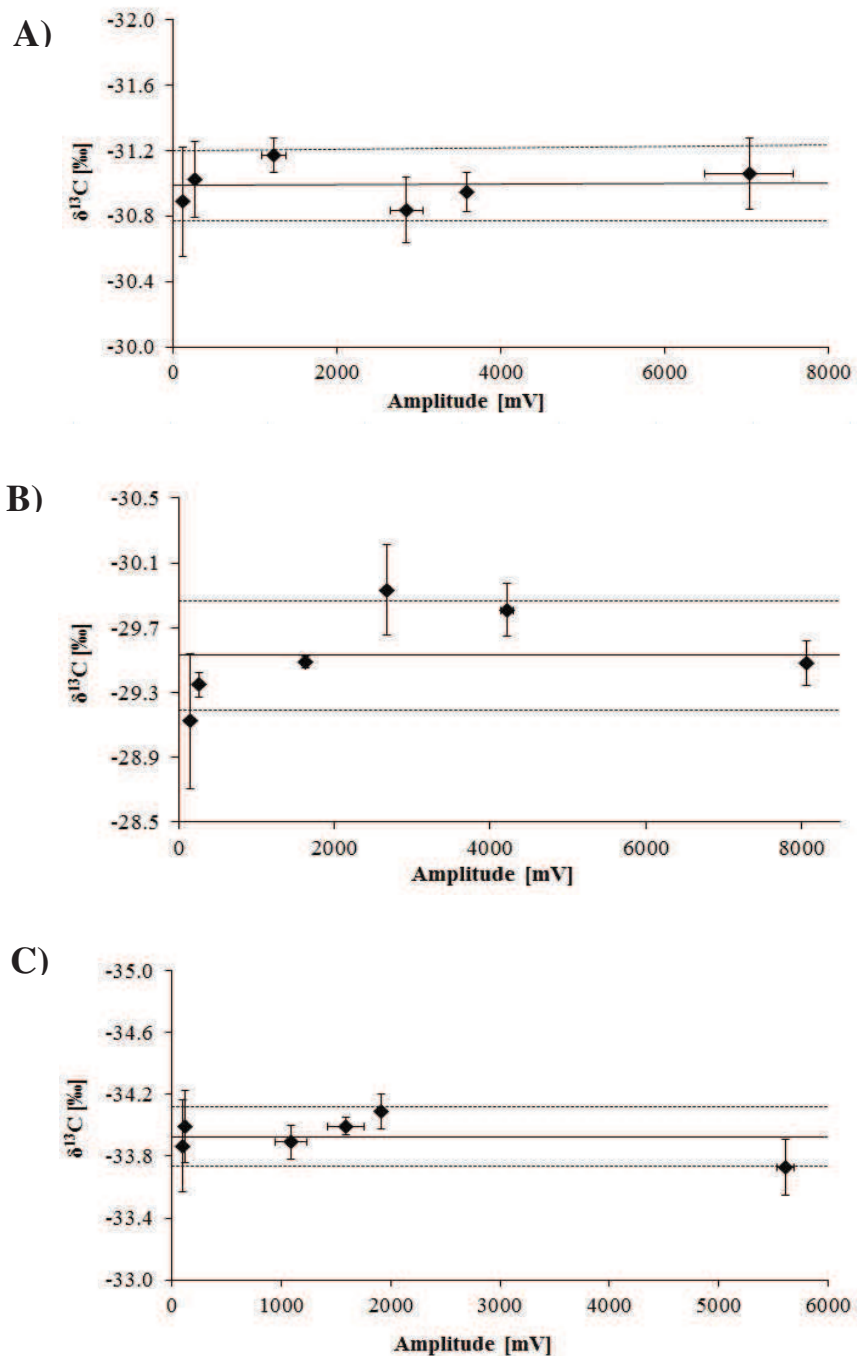 A)
-32.0
-31.6
-31.2
-30.8
-30.4
-30.0
δ¹³C [‰]
0 2000 4000 6000 8000
Amplitude [mV]
B)
-30.5
-30.1
-29.7
-29.3
-28.9
-28.5
δ¹³C [‰]
0 2000 4000 6000 8000
Amplitude [mV]
C)
-35.0
-34.6
-34.2
-33.8
-33.4
-33.0
δ¹³C [‰]
0 1000 2000 3000 4000 5000 6000
Amplitude [mV]